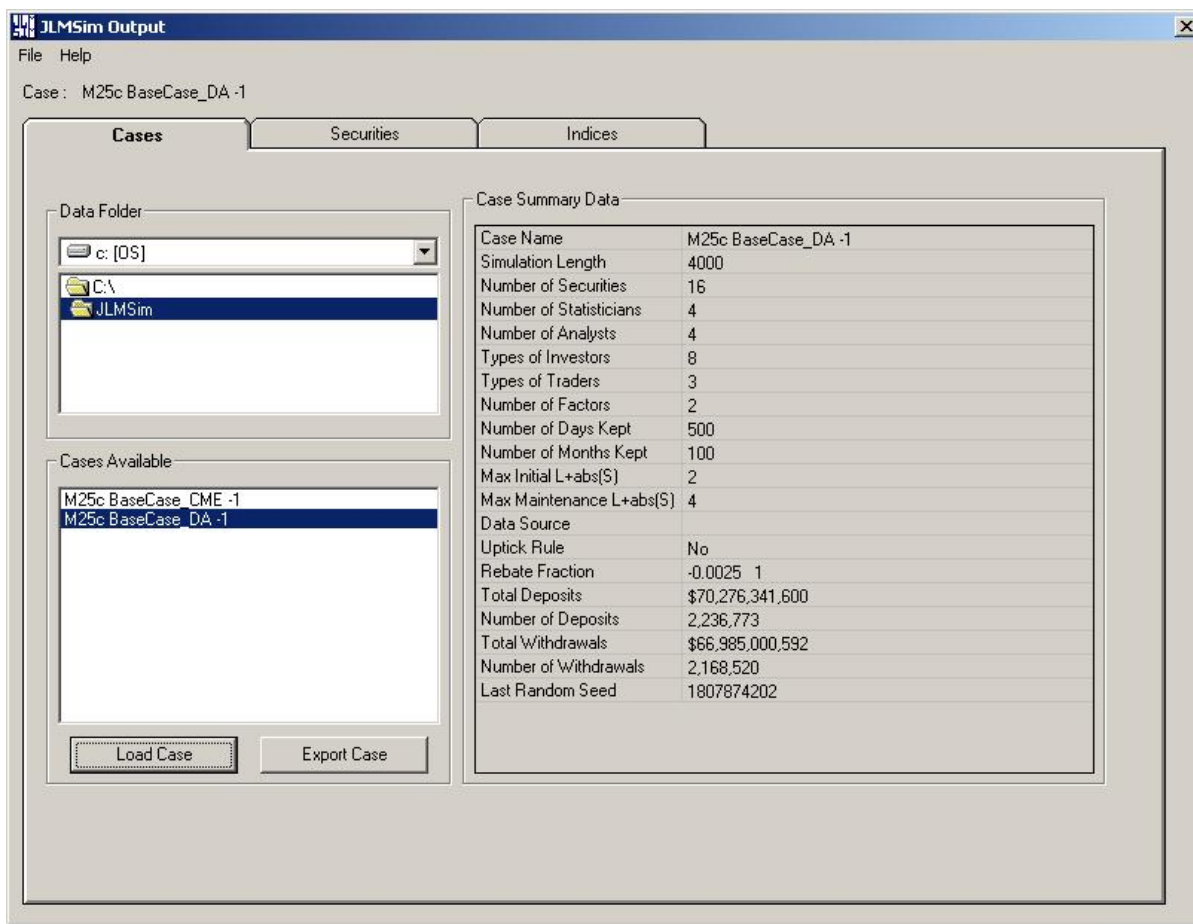 JLMSim Output
File Help
Case : M25c BaseCase_DA -1
Cases Securities Indices
Data Folder
c: [OS]
C:\
JLMSim
Cases Available
M25c BaseCase_CME -1
M25c BaseCase_DA -1
Load Case Export Case
Case Summary Data
Case Name M25c BaseCase_DA -1
Simulation Length 4000
Number of Securities 16
Number of Statisticians 4
Number of Analysts 4
Types of Investors 8
Types of Traders 3
Number of Factors 2
Number of Days Kept 500
Number of Months Kept 100
Max Initial L+abs(S) 2
Max Maintenance L+abs(S) 4
Data Source
Uptick Rule No
Rebate Fraction -0.0025 1
Total Deposits $70,276,341,600
Number of Deposits 2,236,773
Total Withdrawals $66,985,000,592
Number of Withdrawals 2,168,520
Last Random Seed 1807874202